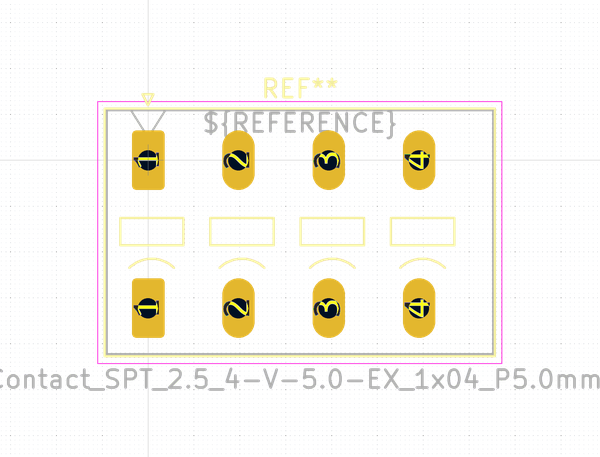 REF**
${REFERENCE}
1 2 3 4
1 2 3 4
Contact_SPT_2.5_4-V-5.0-EX_1x04_P5.0mm